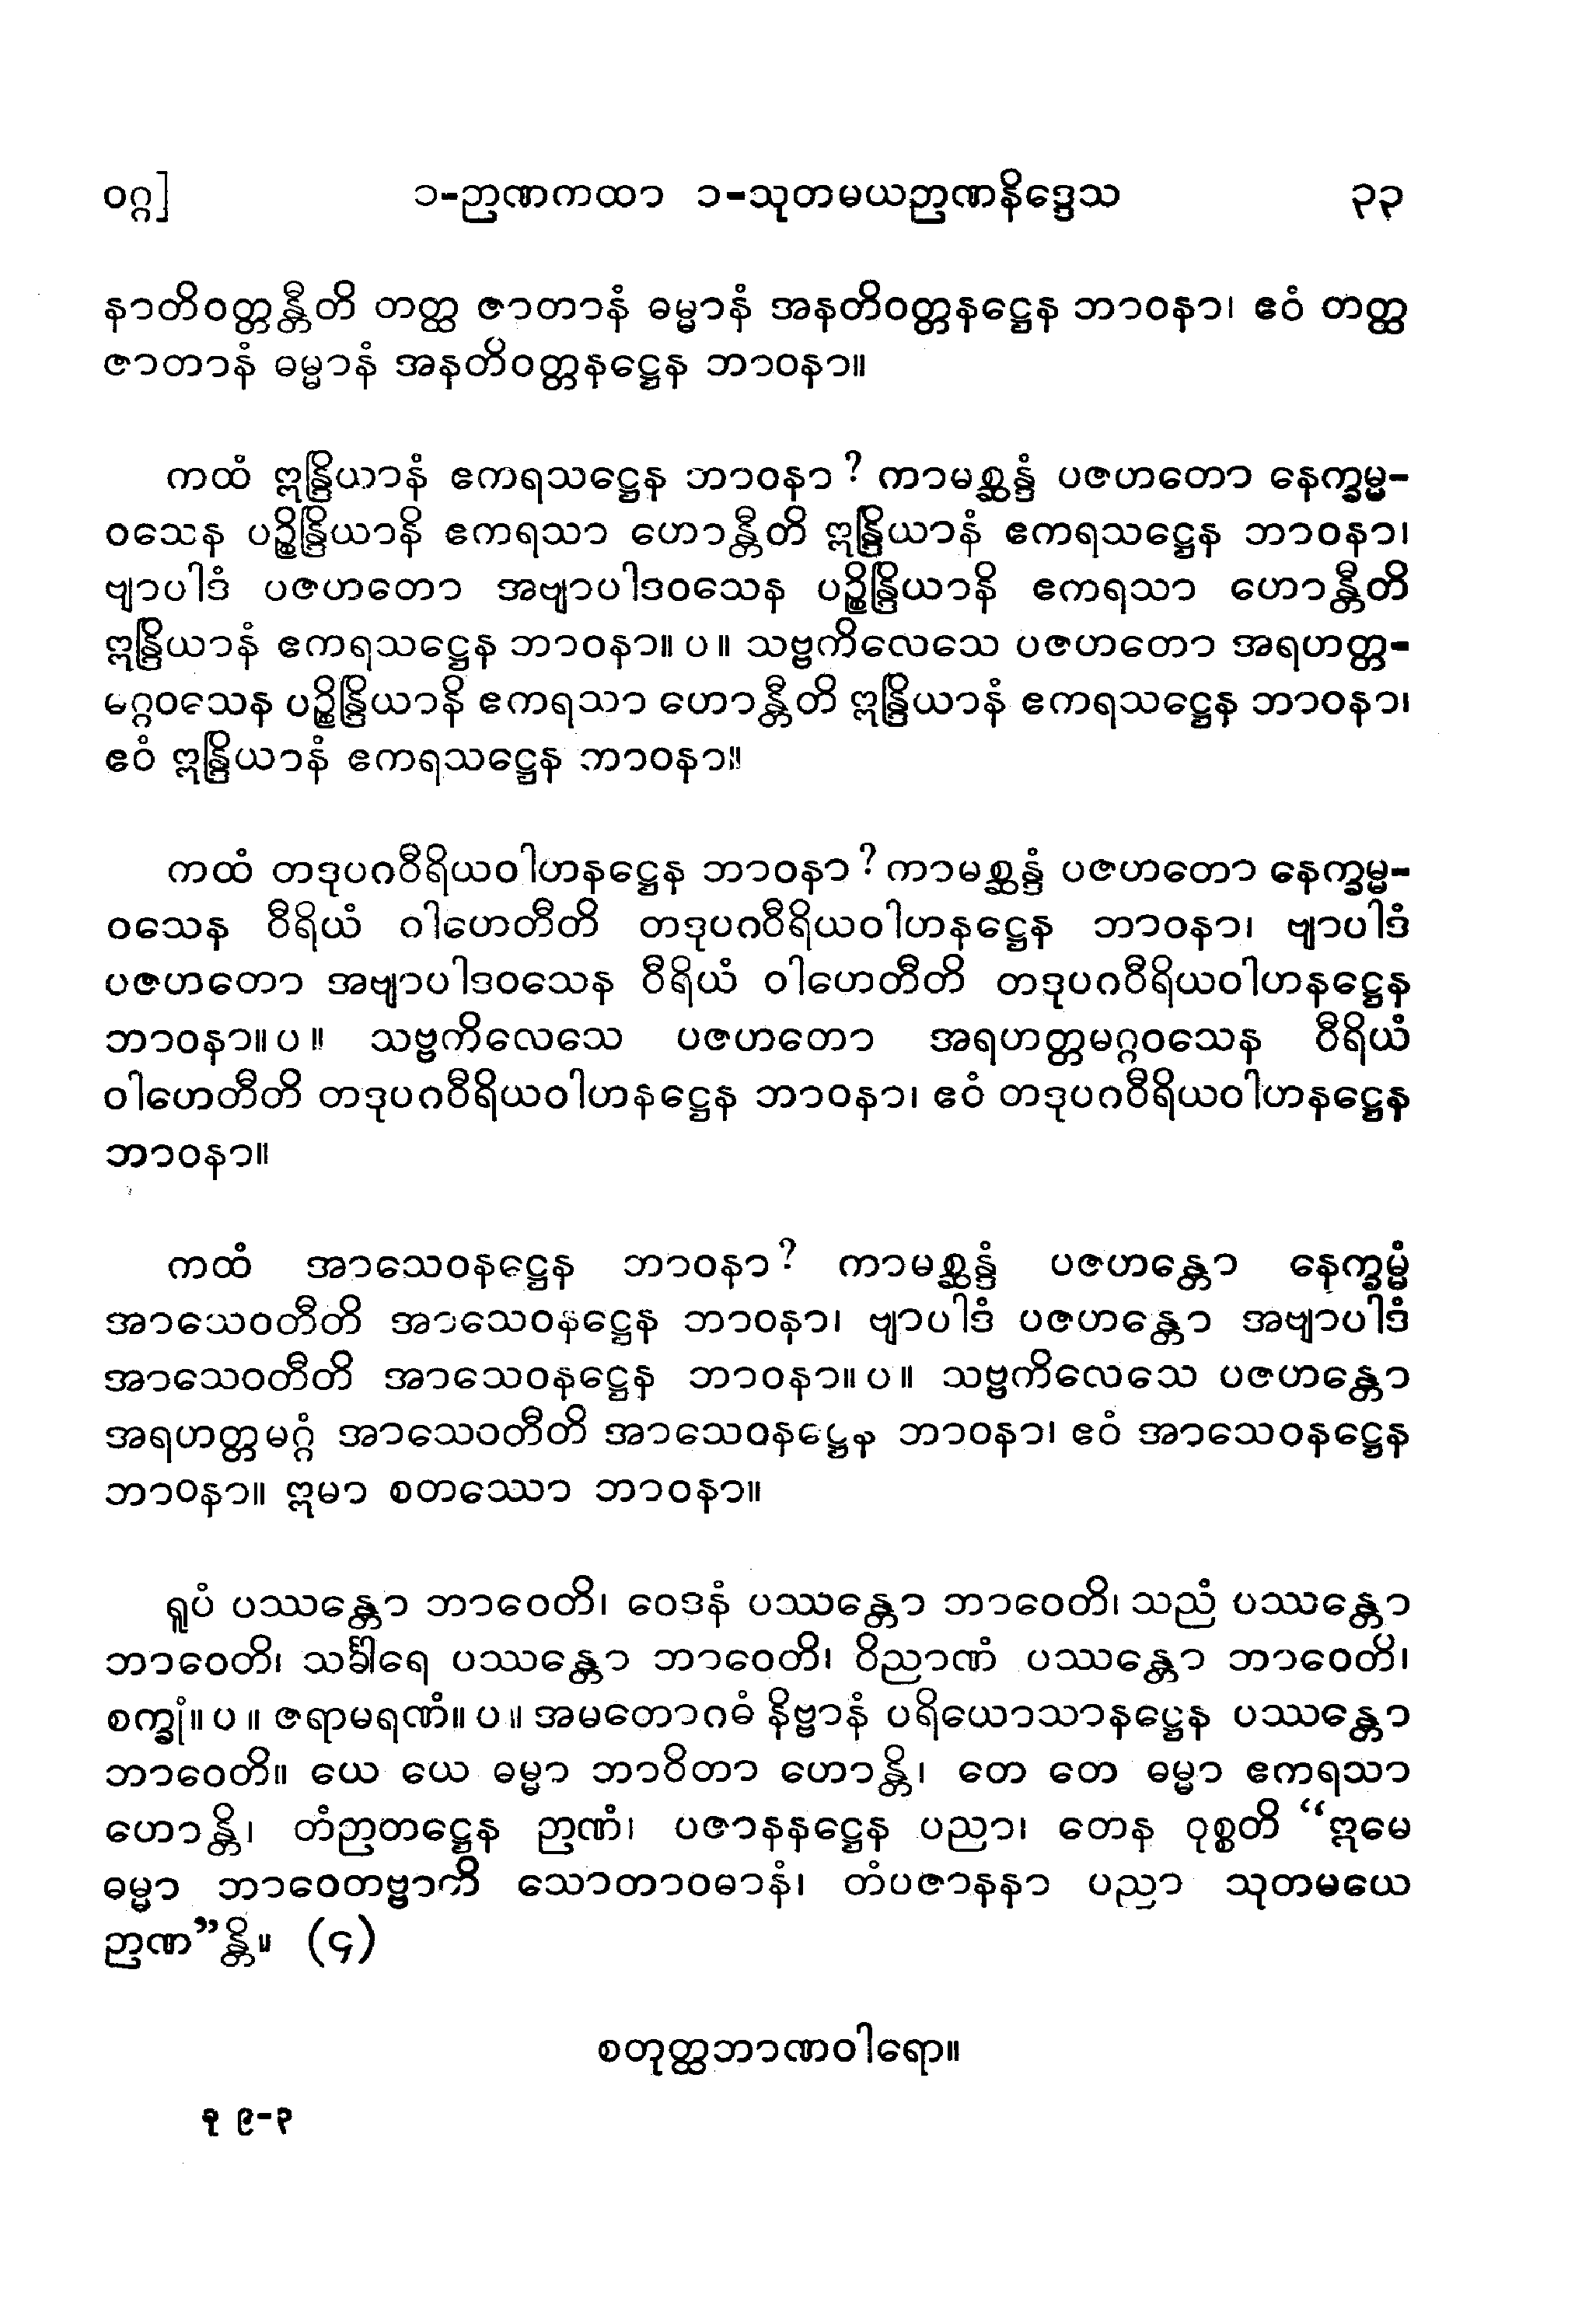 ဝဂ္ဂ] ၁-ဉာဏကထာ ၁-သုတမယဉာဏနိဒ္ဒေသ ၃၃
နာတိဝတ္တန္တီတိ တတ္ထ ဇာတာနံ ဓမ္မာနံ အနတိဝတ္တနဋ္ဌေန ဘာဝနာ၊ ဧဝံ တတ္ထ
ဇာတာနံ ဓမ္မာနံ အနတိဝတ္တနဋ္ဌေန ဘာဝနာ။
ကထံ ဣန္ဒြိယာနံ ဧကရသဋ္ဌေန ဘာဝနာ? ကာမစ္ဆန္ဒံ ပဇဟတော နေက္ခမ္မ-
ဝသေန ပဉ္စိန္ဒြိယာနိ ဧကရသာ ဟောန္တီတိ ဣန္ဒြိယာနံ ဧကရသဋ္ဌေန ဘာဝနာ၊
ဗျာပါဒံ ပဇဟတော အဗျာပါဒဝသေန ပဉ္စိန္ဒြိယာနိ ဧကရသာ ဟောန္တီတိ
ဣန္ဒြိယာနံ ဧကရသဋ္ဌေန ဘာဝနာ။ ပ ။ သဗ္ဗကိလေသေ ပဇဟတော အရဟတ္တ-
မဂ္ဂဝသေန ပဉ္စိန္ဒြိယာနိ ဧကရသာ ဟောန္တီတိ ဣန္ဒြိယာနံ ဧကရသဋ္ဌေန ဘာဝနာ၊
ဧဝံ ဣန္ဒြိယာနံ ဧကရသဋ္ဌေန ဘာဝနာ။
ကထံ တဒုပဂဝီရိယဝါဟနဋ္ဌေန ဘာဝနာ? ကာမစ္ဆန္ဒံ ပဇဟတော နေက္ခမ္မ-
ဝသေန ဝီရိယံ ဝါဟေတီတိ တဒုပဂဝီရိယဝါဟနဋ္ဌေန ဘာဝနာ၊ ဗျာပါဒံ
ပဇဟတော အဗျာပါဒဝသေန ဝီရိယံ ဝါဟေတီတိ တဒုပဂဝီရိယဝါဟနဋ္ဌေန
ဘာဝနာ။ ပ ။ သဗ္ဗကိလေသေ ပဇဟတော အရဟတ္တမဂ္ဂဝသေန ဝီရိယံ
ဝါဟေတီတိ တဒုပဂဝီရိယဝါဟနဋ္ဌေန ဘာဝနာ၊ ဧဝံ တဒုပဂဝီရိယဝါဟနဋ္ဌေန
ဘာဝနာ။
ကထံ အာသေဝနဋ္ဌေန ဘာဝနာ? ကာမစ္ဆန္ဒံ ပဇဟန္တော နေက္ခမ္မံ
အာသေဝတီတိ အာသေဝနဋ္ဌေန ဘာဝနာ၊ ဗျာပါဒံ ပဇဟန္တော အဗျာပါဒံ
အာသေဝတီတိ အာသေဝနဋ္ဌေန ဘာဝနာ။ ပ ။ သဗ္ဗကိလေသေ ပဇဟန္တော
အရဟတ္တမဂ္ဂံ အာသေဝတီတိ အာသေဝနဋ္ဌေန ဘာဝနာ၊ ဧဝံ အာသေဝနဋ္ဌေန
ဘာဝနာ။ ဣမာ စတဿော ဘာဝနာ။
ရူပံ ပဿန္တော ဘာဝေတိ၊ ဝေဒနံ ပဿန္တော ဘာဝေတိ၊ သညံ ပဿန္တော
ဘာဝေတိ၊ သင်္ခါရေ ပဿန္တော ဘာဝေတိ၊ ဝိညာဏံ ပဿန္တော ဘာဝေတိ၊
စက္ခုံ။ ပ ။ ဇရာမရဏံ။ ပ ။ အမတောဂဓံ နိဗ္ဗာနံ ပရိယောသာနဋ္ဌေန ပဿန္တော
ဘာဝေတိ။ ယေ ယေ ဓမ္မာ ဘာဝိတာ ဟောန္တိ၊ တေ တေ ဓမ္မာ ဧကရသာ
ဟောန္တိ၊ တံဉာတဋ္ဌေန ဉာဏံ၊ ပဇာနနဋ္ဌေန ပညာ၊ တေန ဝုစ္စတိ “ဣမေ
ဓမ္မာ ဘာဝေတဗ္ဗာတိ သောတာဝဓာနံ၊ တံပဇာနနာ ပညာ သုတမယေ
ဉာဏ”န္တိ။ (၄)
စတုတ္ထဘာဏဝါရော။
ခု ၉-၃